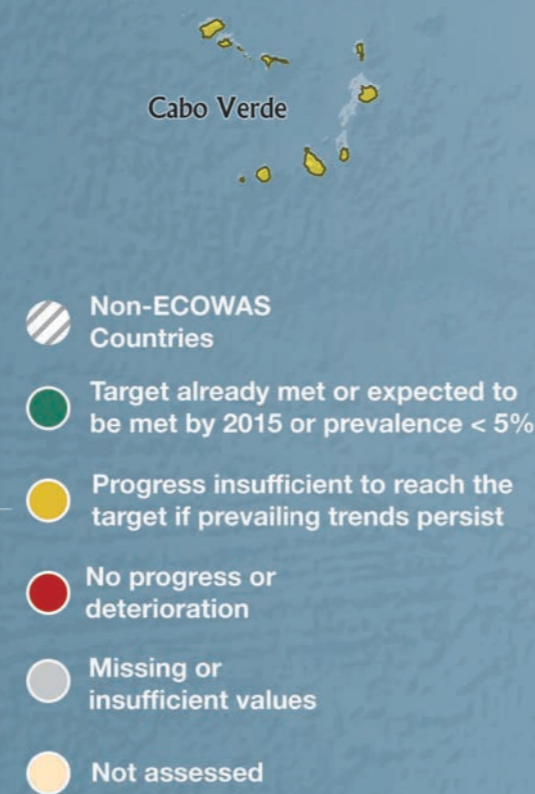 Cabo Verde
Non-ECOWAS
Countries
Target already met or expected to
be met by 2015 or prevalence < 5%
Progress insufficient to reach the
target if prevailing trends persist
No progress or
deterioration
Missing or
insufficient values
Not assessed